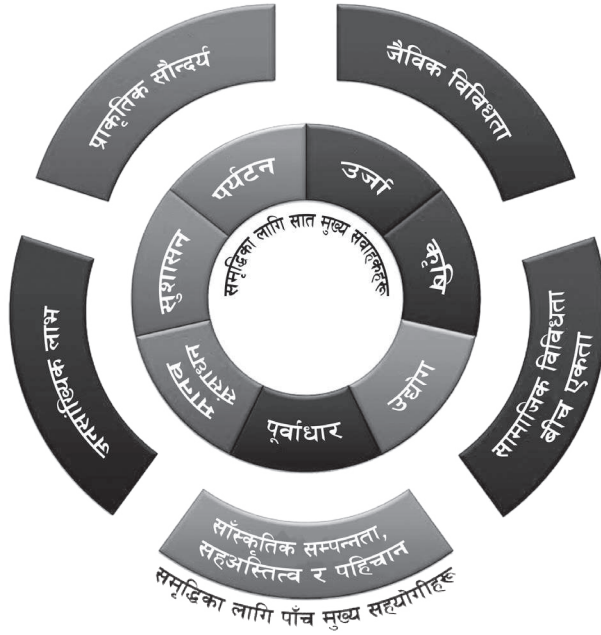 प्राकृतिक सौन्दर्य
जैविक विविधता
पर्यटन
उर्जा
सुशासन
समृद्धिका लागि सात मुख्य संवाहकहरू
कृषि
जनसांख्यिक लाभ
मानव
संसाधन
उद्योग
पूर्वाधार
सामाजिक विविधता
बीच एकता
साँस्कृतिक सम्पन्नता,
सहअस्तित्व र पहिचान
समृद्धिका लागि पाँच मुख्य सहयोगीहरू